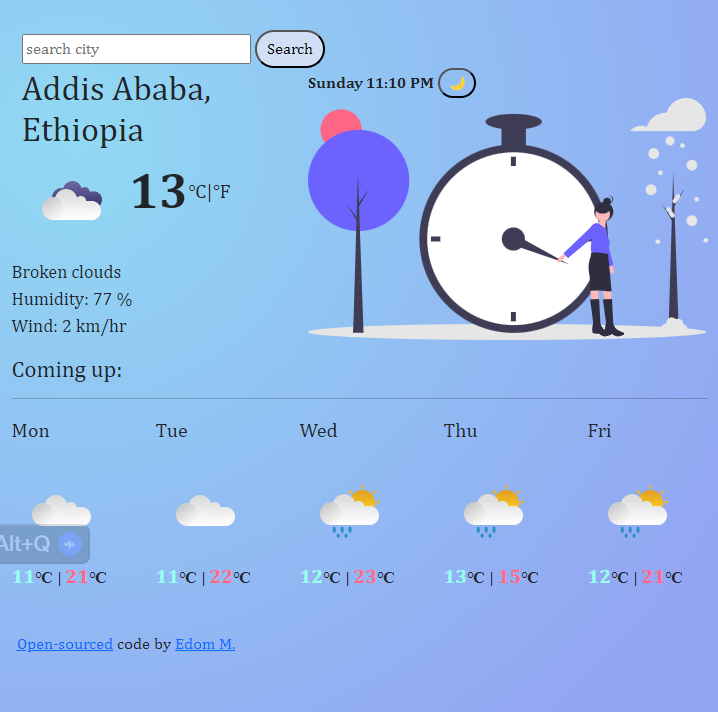 search city
Search
Addis Ababa,
Ethiopia
Sunday 11:10 PM
13°C|°F
Broken clouds
Humidity: 77 %
Wind: 2 km/hr
Coming up:
Mon Tue Wed Thu Fri
Alt+Q
11°C | 21°C 11°C | 22°C 12°C | 23°C 13°C | 15°C 12°C | 21°C
Open-sourced code by Edom M.